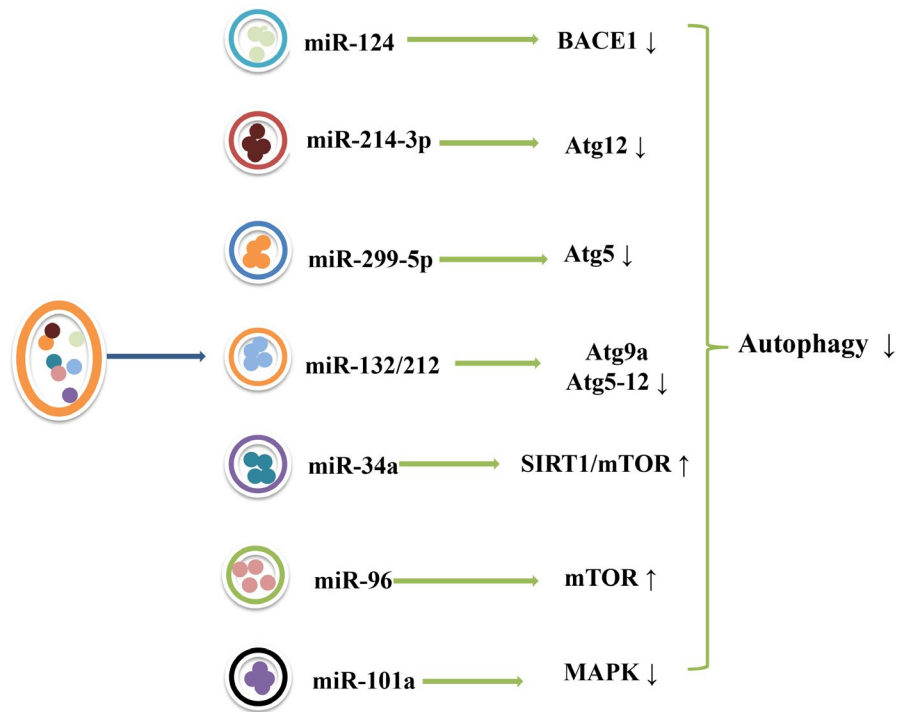 miR-124 BACE1 ↓
miR-214-3p Atg12 ↓
miR-299-5p Atg5 ↓
miR-132/212 Atg9a
Atg5-12 ↓
Autophagy ↓
miR-34a SIRT1/mTOR ↑
miR-96 mTOR ↑
miR-101a MAPK ↓